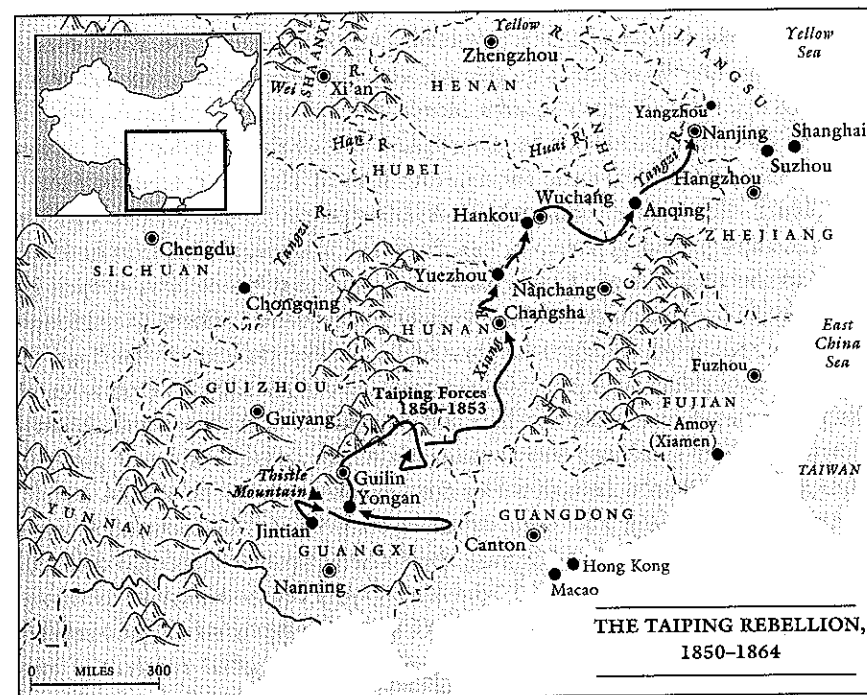 Yellow R.
Yellow Sea
Zhengzhou
SHAANXI
Wei R.
Xi'an
HENAN
JIANGSU
Yangzhou
Nanjing
Shanghai
Suzhou
Han R.
HUBEI
Huai R.
ANHUI
Yangzi R.
Hangzhou
Wuchang
Hankou
Anqing
ZHEJIANG
Chengdu
SICHUAN
Yangzi R.
Chongqing
Yuezhou
Nanchang
JIANGXI
HUNAN
Changsha
Xiang R.
East
China
Sea
Fuzhou
FUJIAN
GUIZHOU
Guiyang
Taiping Forces
1850–1853
Amoy
(Xiamen)
TAIWAN
Thistle
Mountain
Guilin
Yongan
YUNNAN
Jintian
GUANGXI
GUANGDONG
Canton
Nanning
Hong Kong
Macao
THE TAIPING REBELLION,
1850–1864
0 MILES 300